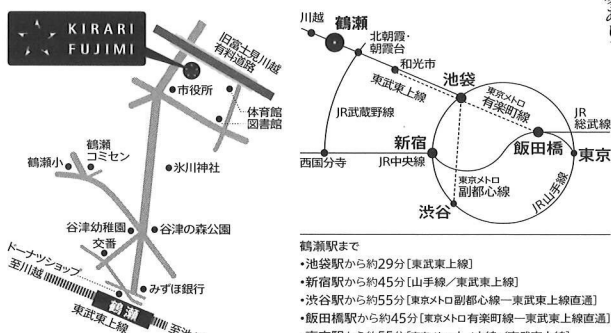 KIRARI
FUJIMI
旧富士見川越
有料道路
市役所
体育館
図書館
鶴瀬
コミセン
鶴瀬小
氷川神社
谷津幼稚園
谷津の森公園
交番
ドーナツショップ
みずほ銀行
至川越
鶴瀬
東武東上線
川越
鶴瀬
北朝霞・
朝霞台
和光市
東武東上線
池袋
東京メトロ
有楽町線
JR
総武線
JR武蔵野線
新宿
飯田橋
東京
西国分寺
JR中央線
東京メトロ
副都心線
JR山手線
渋谷
鶴瀬駅まで
•池袋駅から約29分[東武東上線]
•新宿駅から約45分[山手線/東武東上線]
•渋谷駅から約55分[東京メトロ副都心線―東武東上線直通]
•飯田橋駅から約45分[東京メトロ有楽町線―東武東上線直通]